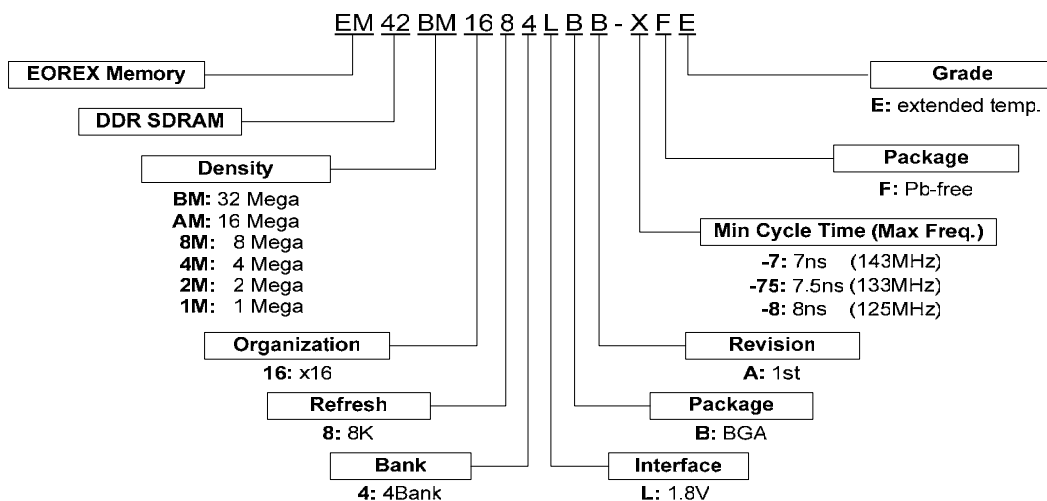 EM 42 BM 16 8 4 L B B - X F E
EOREX Memory
DDR SDRAM
Density
BM: 32 Mega
AM: 16 Mega
8M: 8 Mega
4M: 4 Mega
2M: 2 Mega
1M: 1 Mega
Organization
16: x16
Refresh
8: 8K
Bank
4: 4Bank
Grade
E: extended temp.
Package
F: Pb-free
Min Cycle Time (Max Freq.)
-7: 7ns (143MHz)
-75: 7.5ns (133MHz)
-8: 8ns (125MHz)
Revision
A: 1st
Package
B: BGA
Interface
L: 1.8V